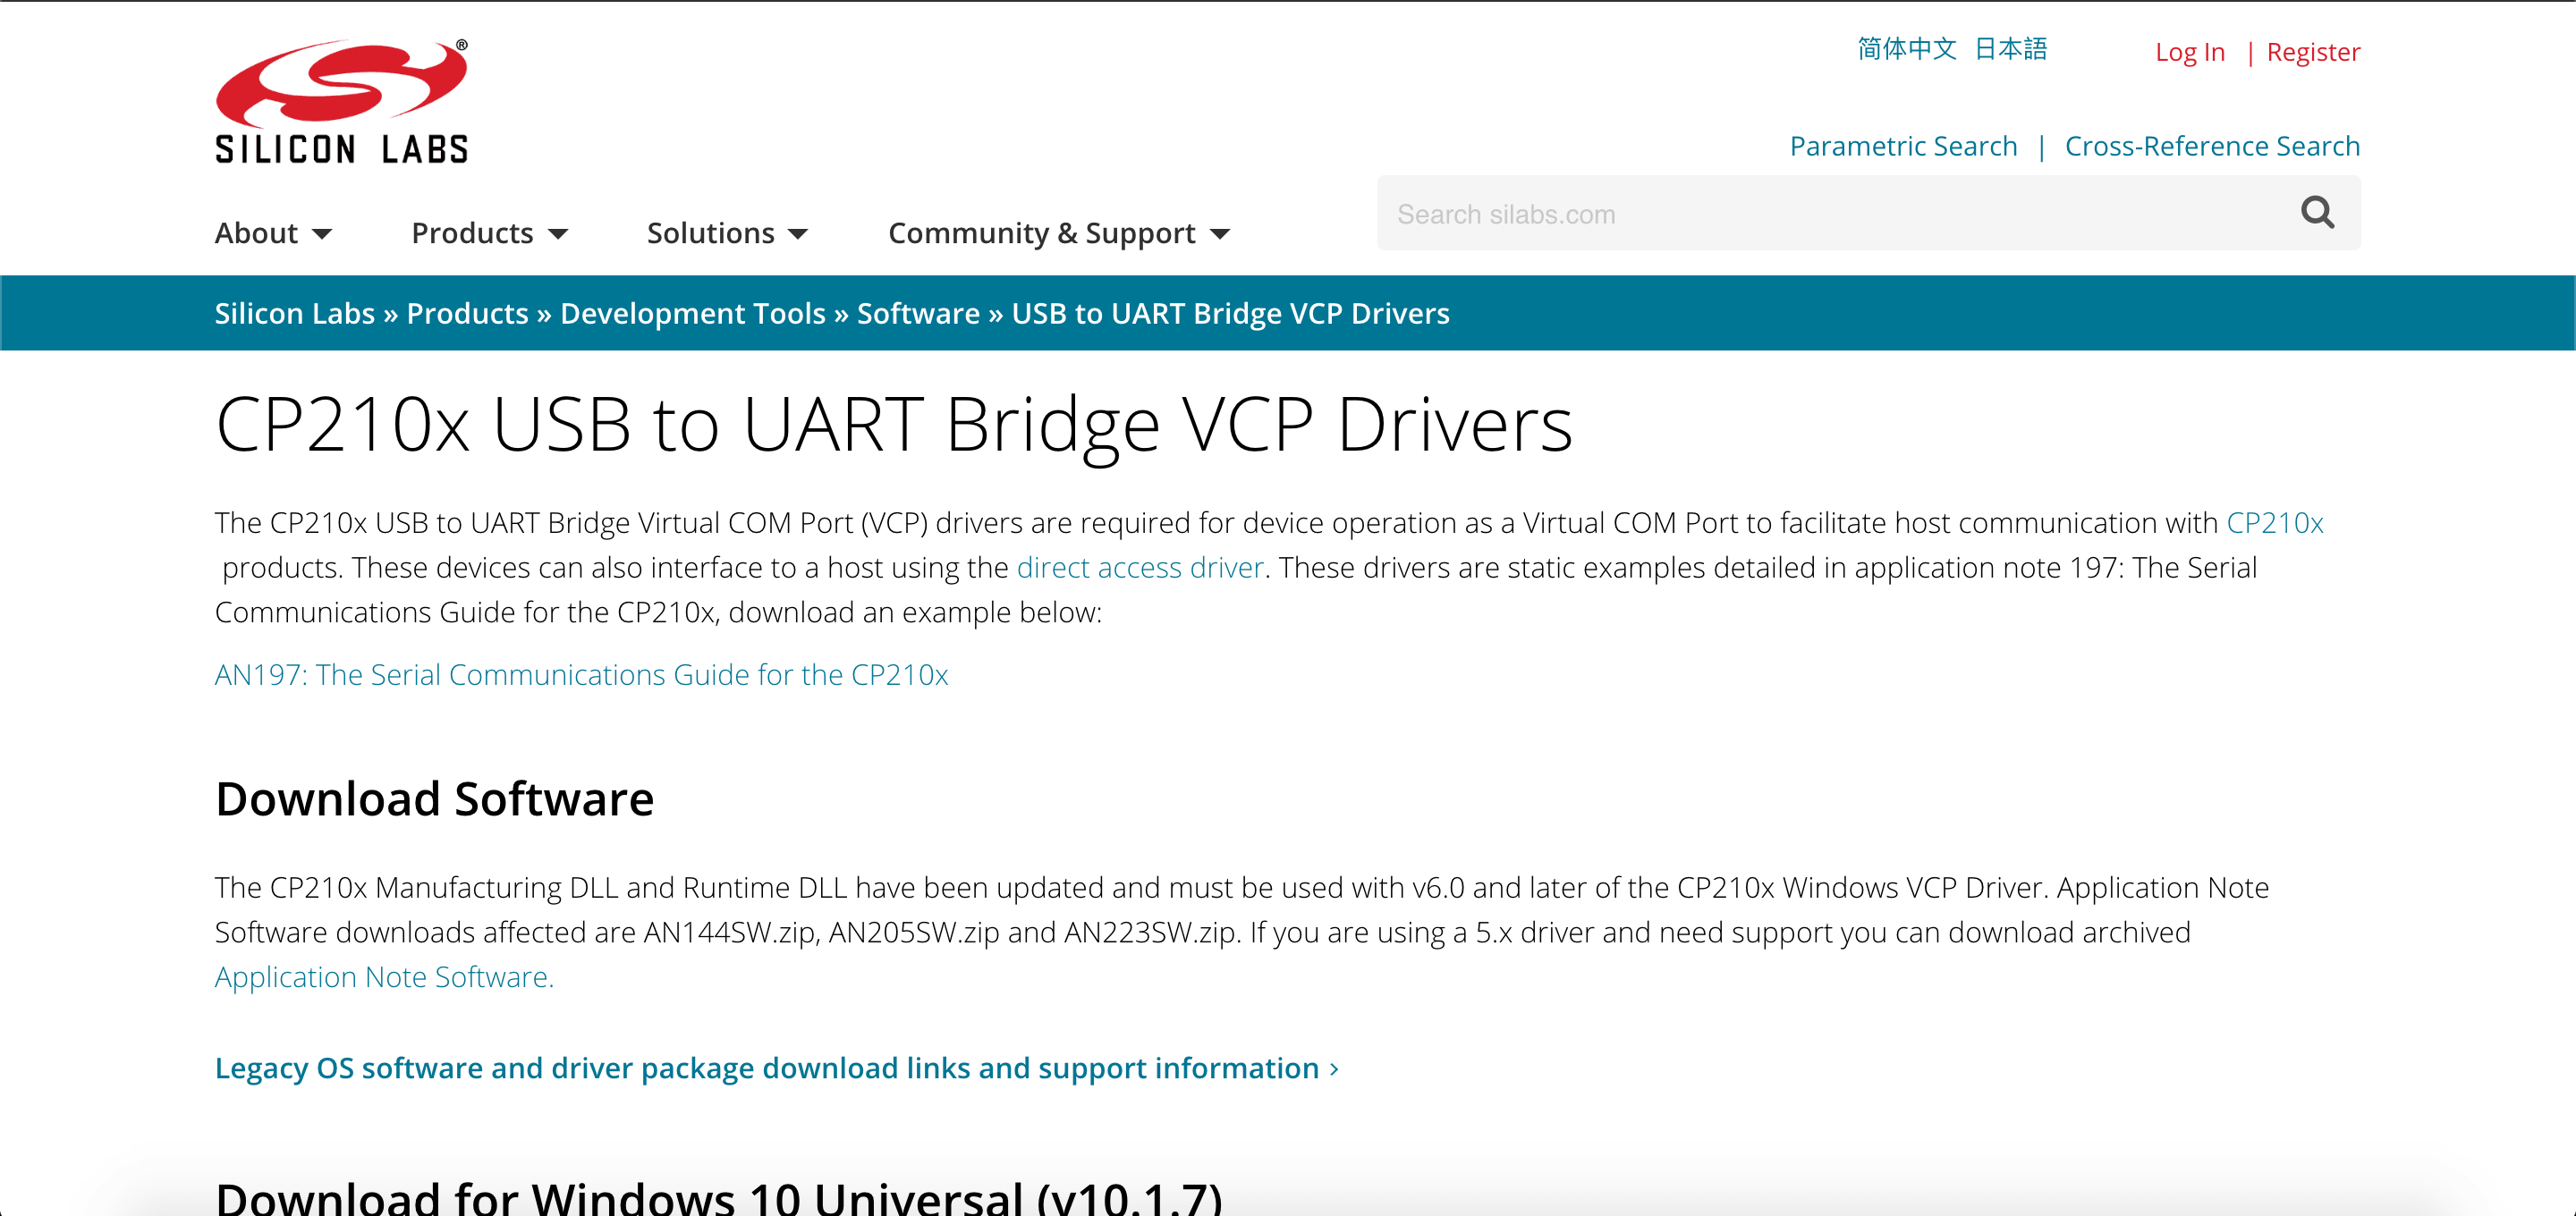 SILICON LABS®
简体中文 日本語
Log In | Register
Parametric Search | Cross-Reference Search
About Products Solutions Community & Support
Search silabs.com
Silicon Labs » Products » Development Tools » Software » USB to UART Bridge VCP Drivers
CP210x USB to UART Bridge VCP Drivers
The CP210x USB to UART Bridge Virtual COM Port (VCP) drivers are required for device operation as a Virtual COM Port to facilitate host communication with CP210x
products. These devices can also interface to a host using the direct access driver. These drivers are static examples detailed in application note 197: The Serial
Communications Guide for the CP210x, download an example below:
AN197: The Serial Communications Guide for the CP210x
Download Software
The CP210x Manufacturing DLL and Runtime DLL have been updated and must be used with v6.0 and later of the CP210x Windows VCP Driver. Application Note
Software downloads affected are AN144SW.zip, AN205SW.zip and AN223SW.zip. If you are using a 5.x driver and need support you can download archived
Application Note Software.
Legacy OS software and driver package download links and support information ›
Download for Windows 10 Universal (v10.1.7)